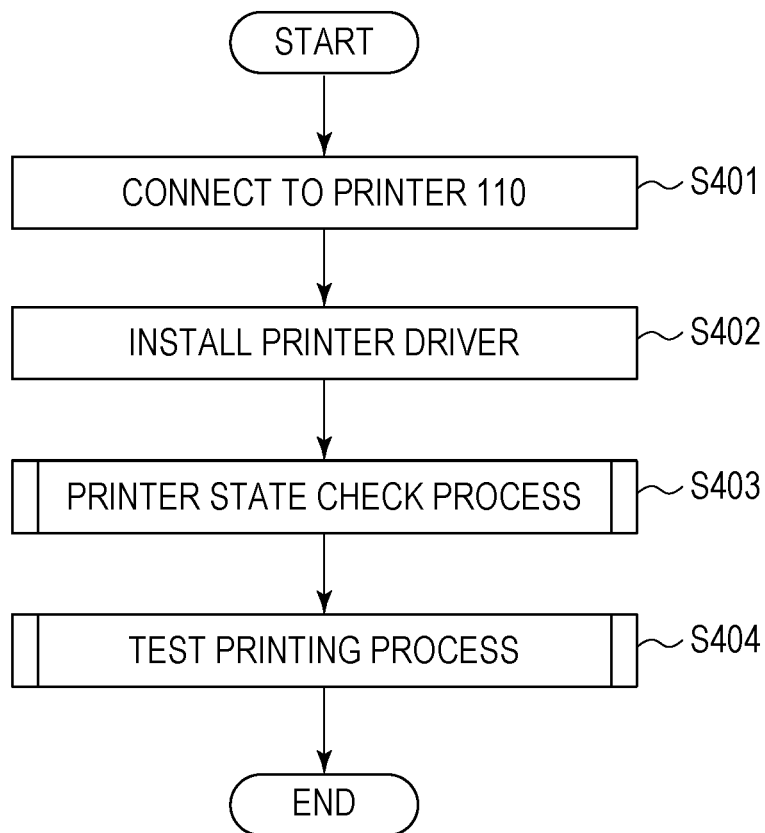 START
CONNECT TO PRINTER 110
S401
INSTALL PRINTER DRIVER
S402
PRINTER STATE CHECK PROCESS
S403
TEST PRINTING PROCESS
S404
END